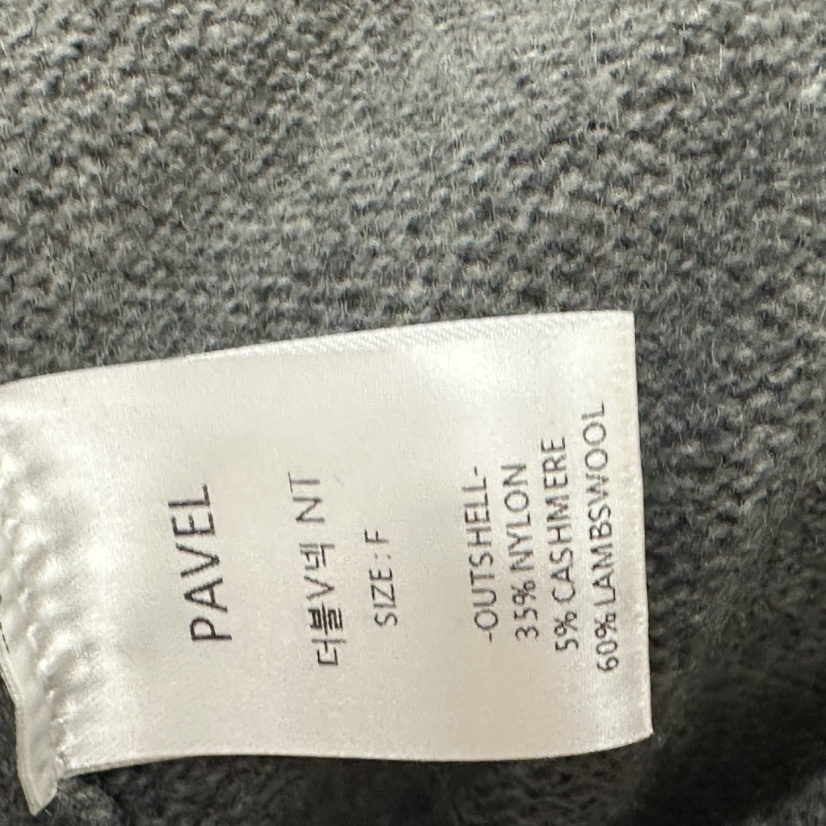 PAVEL
더블V넥 NT
SIZE : F
-OUTSHELL-
35% NYLON
5% CASHMERE
60% LAMBSWOOL